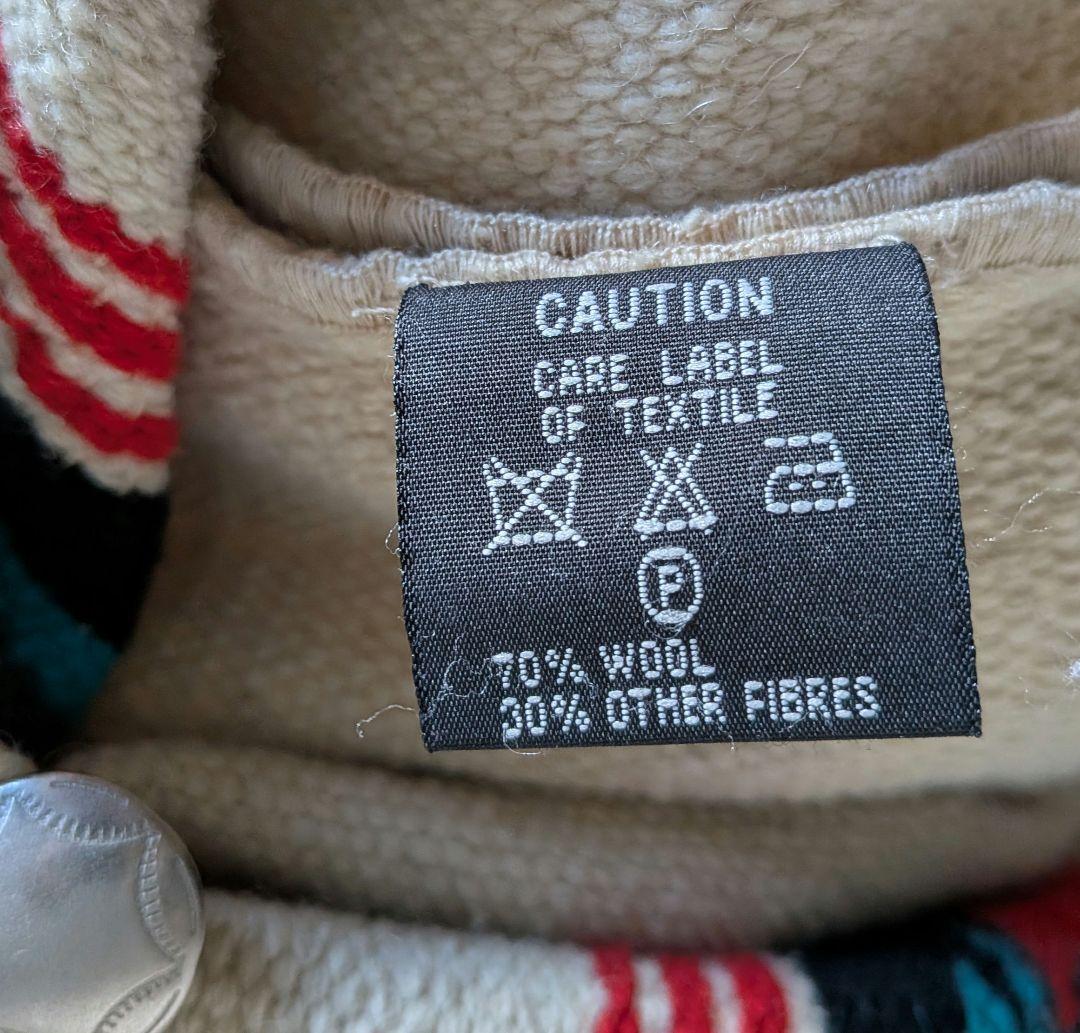 CAUTION
CARE LABEL
OF TEXTILE
P
70% WOOL
30% OTHER FIBRES